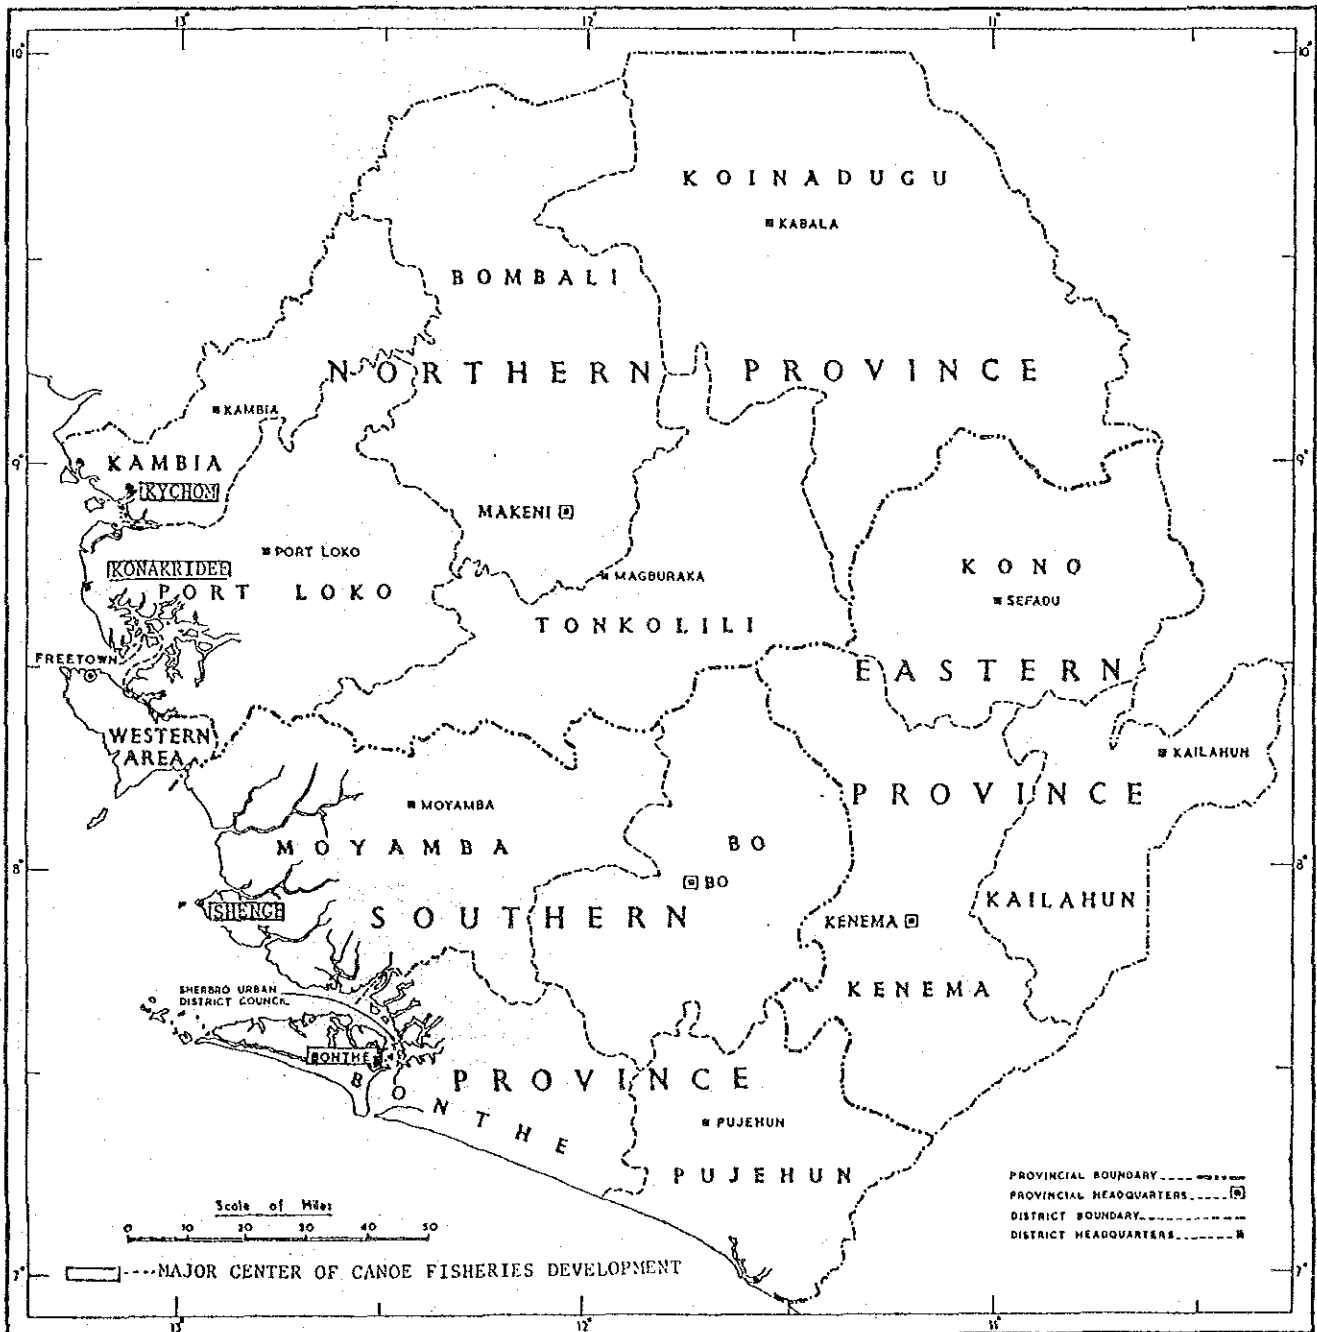 13°
12°
11°
10°
10°
KOINADUGU
KABALA
BOMBALI
NORTHERN PROVINCE
KAMBIA
9°
KAMBIA
9°
KYCHOM
MAKENI
KONO
PORT LOKO
KONAKRIDEE
MAGBURAKA
PORT LOKO
SEFADU
TONKOLILI
FREETOWN
EASTERN
WESTERN
AREA
KAILAHUN
PROVINCE
MOYAMBA
MOYAMBA
BO
8°
8°
BO
KAILAHUN
SHENGE
SOUTHERN
KENEMA
SHERBRO URBAN
DISTRICT COUNCIL
KENEMA
BONTHE
PROVINCE
BONTHE
PUJEHUN
PUJEHUN
PROVINCIAL BOUNDARY
PROVINCIAL HEADQUARTERS
DISTRICT BOUNDARY
DISTRICT HEADQUARTERS
Scale of Miles
0 10 20 30 40 50
MAJOR CENTER OF CANOE FISHERIES DEVELOPMENT
7°
7°
13°
12°
11°